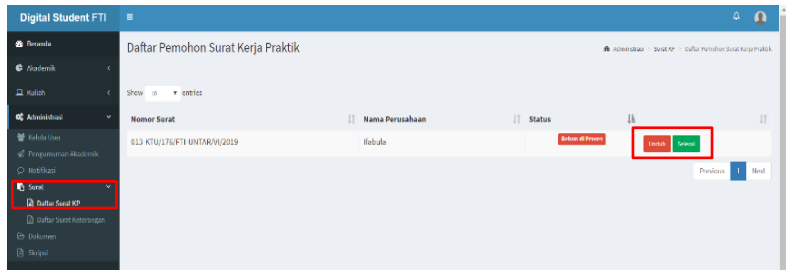 Digital Student FTI
Beranda
Daftar Pemohon Surat Kerja Praktik
Administrasi > Surat KP > Daftar Pemohon Surat Kerja Praktik
Akademik
Kuliah
Show 10 entries
Administrasi
Nomor Surat Nama Perusahaan Status
Kelola User
013-KTU/176/FTI-UNTAR/VI/2019 Belum di Proses Unduh Selesai
Pengumuman Akademik
Notifikasi
Previous 1 Next
Surat
Daftar Surat KP
Daftar Surat Keterangan
Dokumen
Skripsi